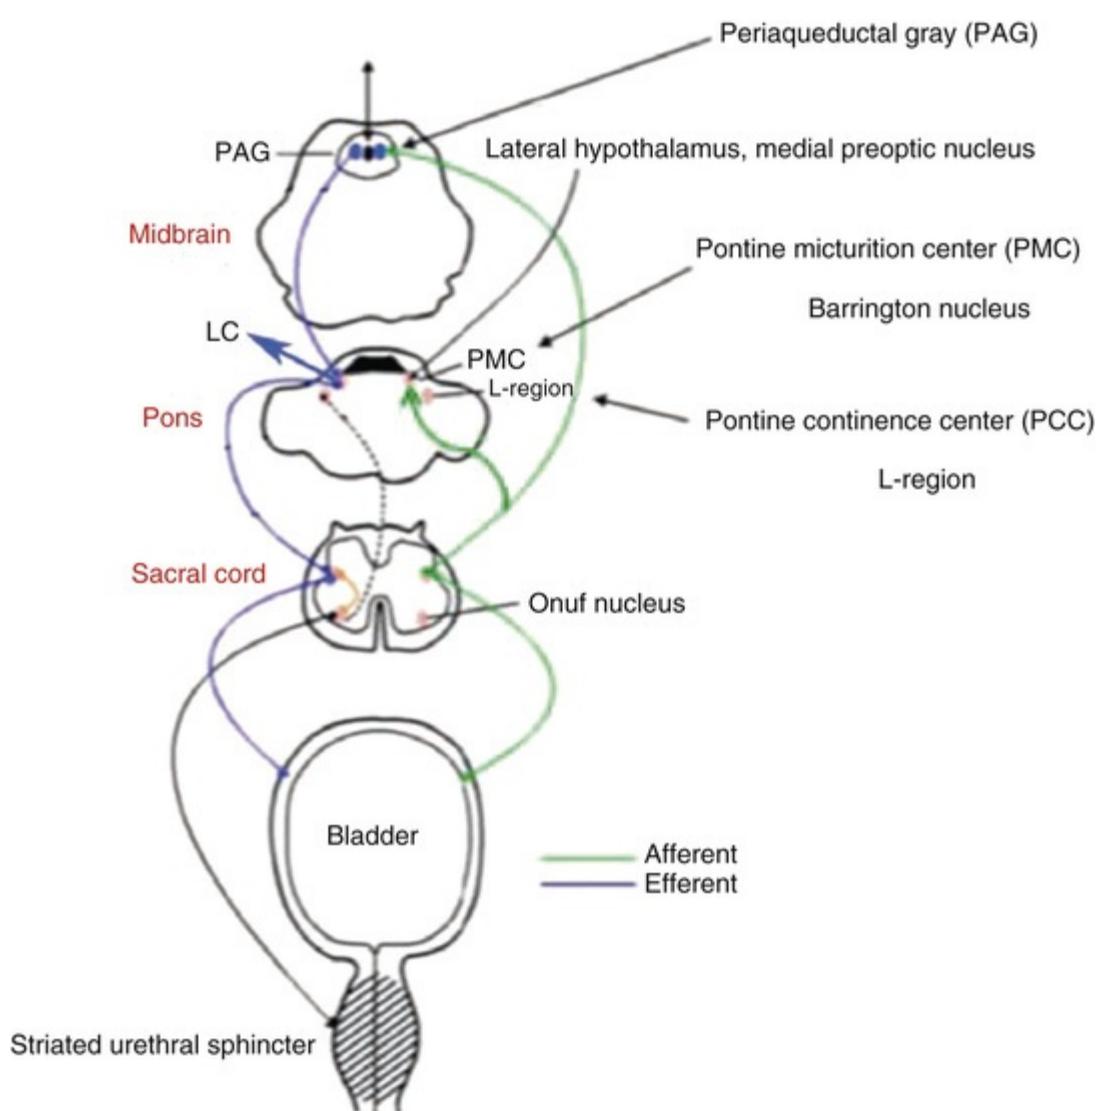 Periaqueductal gray (PAG)
PAG
Lateral hypothalamus, medial preoptic nucleus
Midbrain
Pontine micturition center (PMC)
Barrington nucleus
LC
PMC
L-region
Pons
Pontine continence center (PCC)
L-region
Sacral cord
Onuf nucleus
Bladder
Afferent
Efferent
Striated urethral sphincter